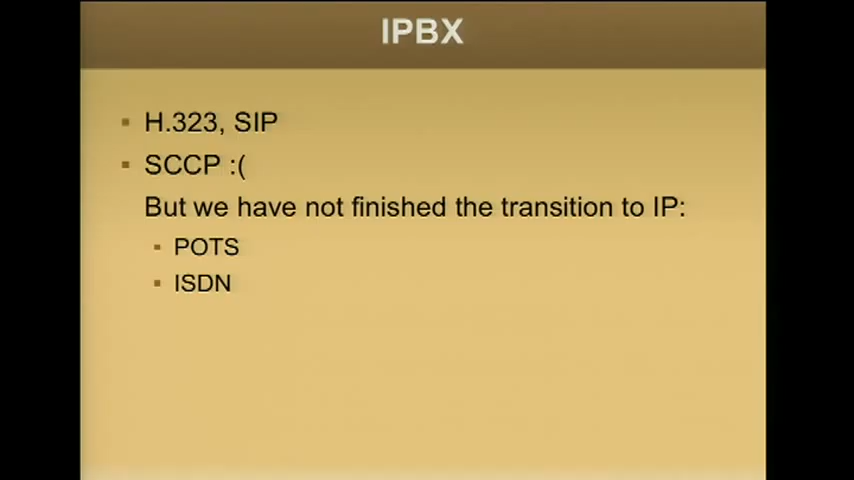 IPBX
H.323, SIP
SCCP :(
But we have not finished the transition to IP:
POTS
ISDN